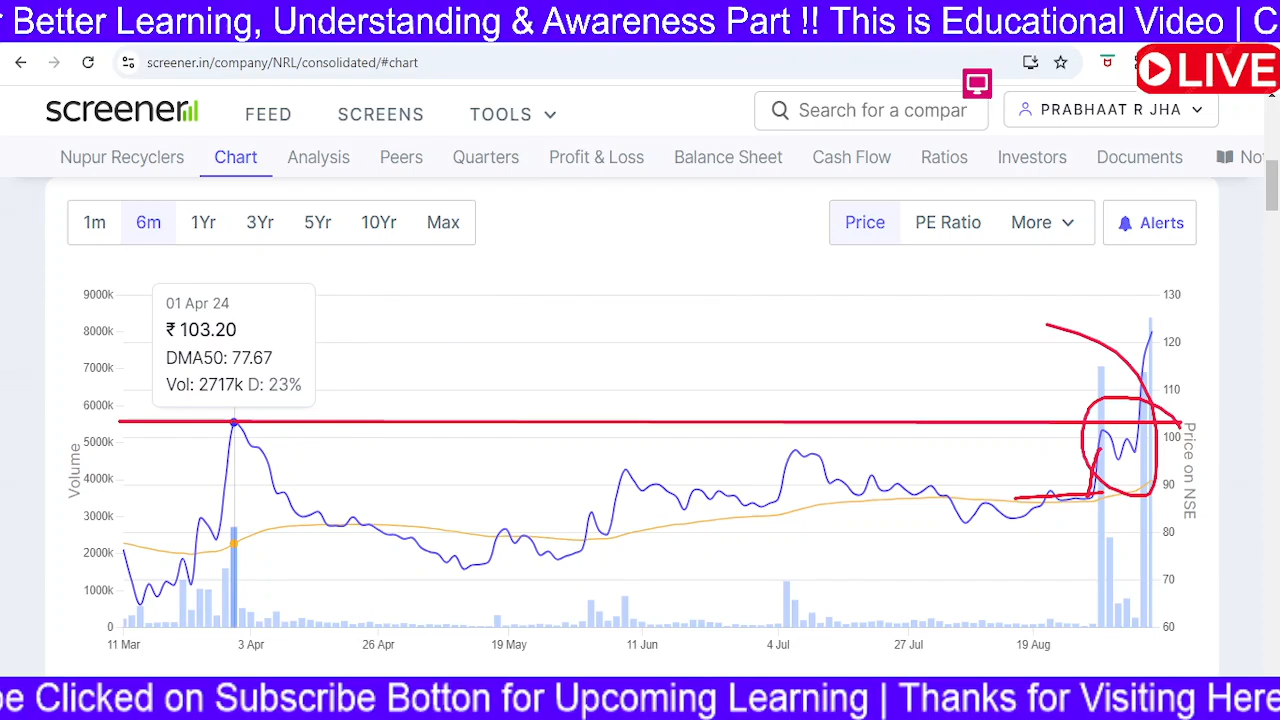 r Better Learning, Understanding & Awareness Part !! This is Educational Video | C
screener.in/company/NRL/consolidated/#chart
LIVE
screener
FEED
SCREENS
TOOLS
Search for a compar
PRABHAAT R JHA
Nupur Recyclers
Chart
Analysis
Peers
Quarters
Profit & Loss
Balance Sheet
Cash Flow
Ratios
Investors
Documents
No
1m
6m
1Yr
3Yr
5Yr
10Yr
Max
Price
PE Ratio
More
Alerts
01 Apr 24
₹ 103.20
DMA50: 77.67
Vol: 2717k D: 23%
9000k
8000k
7000k
6000k
5000k
4000k
3000k
2000k
1000k
0
Volume
130
120
110
100
90
80
70
60
Price on NSE
11 Mar
3 Apr
26 Apr
19 May
11 Jun
4 Jul
27 Jul
19 Aug
be Clicked on Subscribe Botton for Upcoming Learning | Thanks for Visiting Here